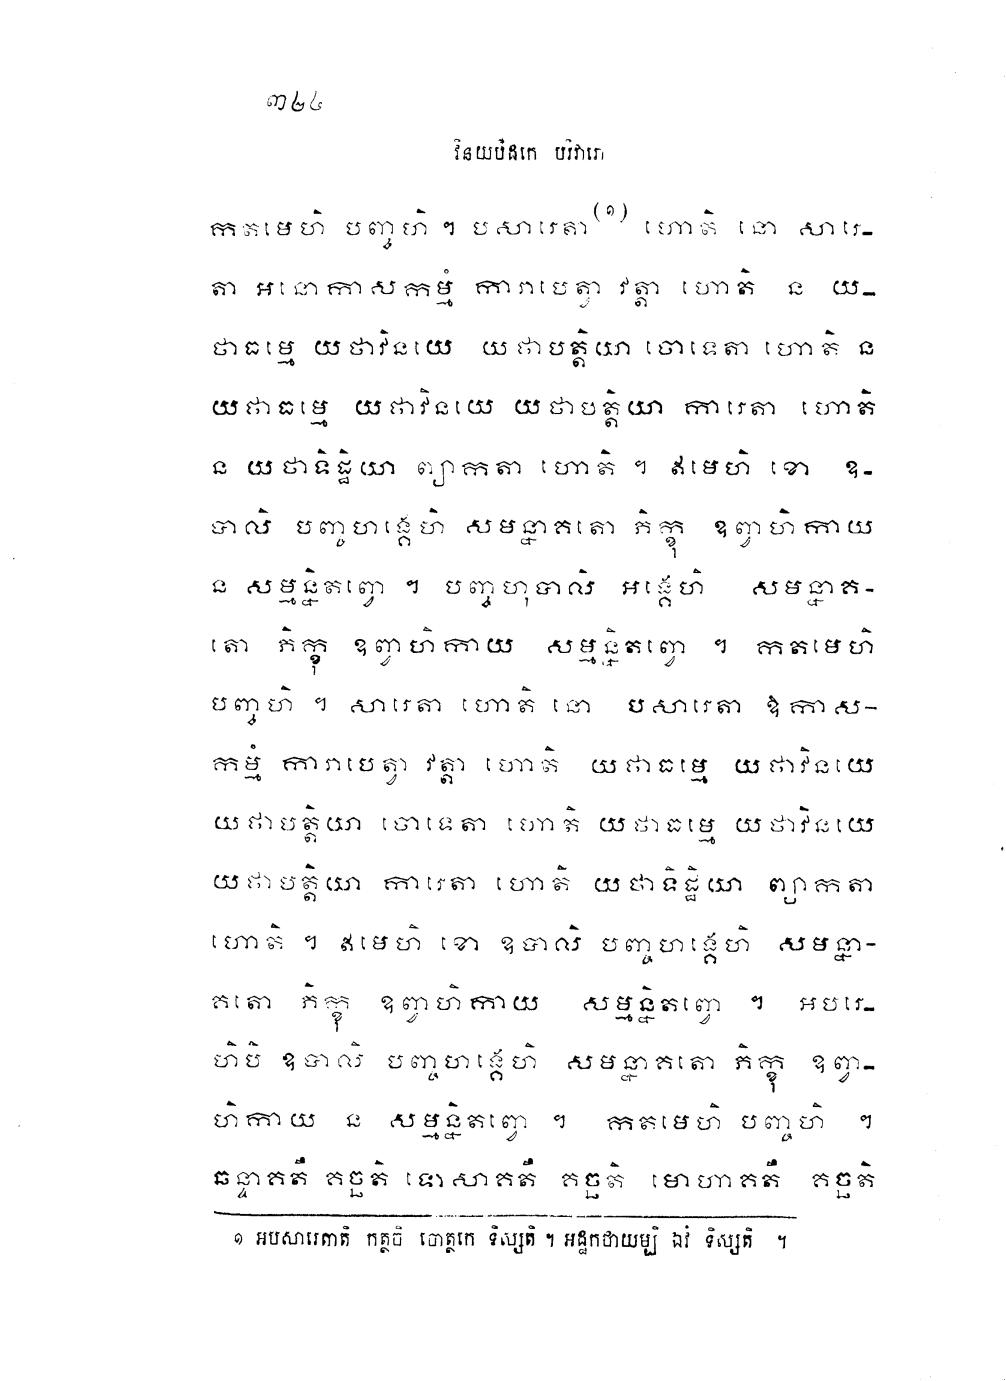 ៣២៤
វិនយបិដកេ បរិវារោ
កតមេហិ បញ្ចហិ ។ បសារេតា(១) ហោតិ នោ សារេ-
តា អនោកាសកម្មំ ការាបេត្វា វត្តា ហោតិ ន យ-
ថាធម្មេ យថាវិនយេ យថាបត្តិយា ចោទេតា ហោតិ ន
យថាធម្មេ យថាវិនយេ យថាបត្តិយា ការេតា ហោតិ
ន យថាទិដ្ឋិយា ព្យាកតា ហោតិ ។ ឥមេហិ ខោ ឧ-
បាលិ បញ្ចហង្គេហិ សមន្នាគតោ ភិក្ខុ ឧព្វាហិកាយ
ន សម្មន្និតព្វោ ។ បញ្ចហុបាលិ អង្គេហិ សមន្នាគ-
តោ ភិក្ខុ ឧព្វាហិកាយ សម្មន្និតព្វោ ។ កតមេហិ
បញ្ចហិ ។ សារេតា ហោតិ នោ បសារេតា ឱកាស-
កម្មំ ការាបេត្វា វត្តា ហោតិ យថាធម្មេ យថាវិនយេ
យថាបត្តិយា ចោទេតា ហោតិ យថាធម្មេ យថាវិនយេ
យថាបត្តិយា ការេតា ហោតិ យថាទិដ្ឋិយា ព្យាកតា
ហោតិ ។ ឥមេហិ ខោ ឧបាលិ បញ្ចហង្គេហិ សមន្នា-
គតោ ភិក្ខុ ឧព្វាហិកាយ សម្មន្និតព្វោ ។ អបរេ-
ហិបិ ឧបាលិ បញ្ចហង្គេហិ សមន្នាគតោ ភិក្ខុ ឧព្វា-
ហិកាយ ន សម្មន្និតព្វោ ។ កតមេហិ បញ្ចហិ ។
ឆន្ទាគតឹ គច្ឆតិ ទោសាគតឹ គច្ឆតិ មោហាគតឹ គច្ឆតិ
១ អបសារេតាតិ កត្ថចិ បោត្ថកេ ទិស្សតិ ។ អដ្ឋកថាយម្បិ ឯវំ ទិស្សតិ ។